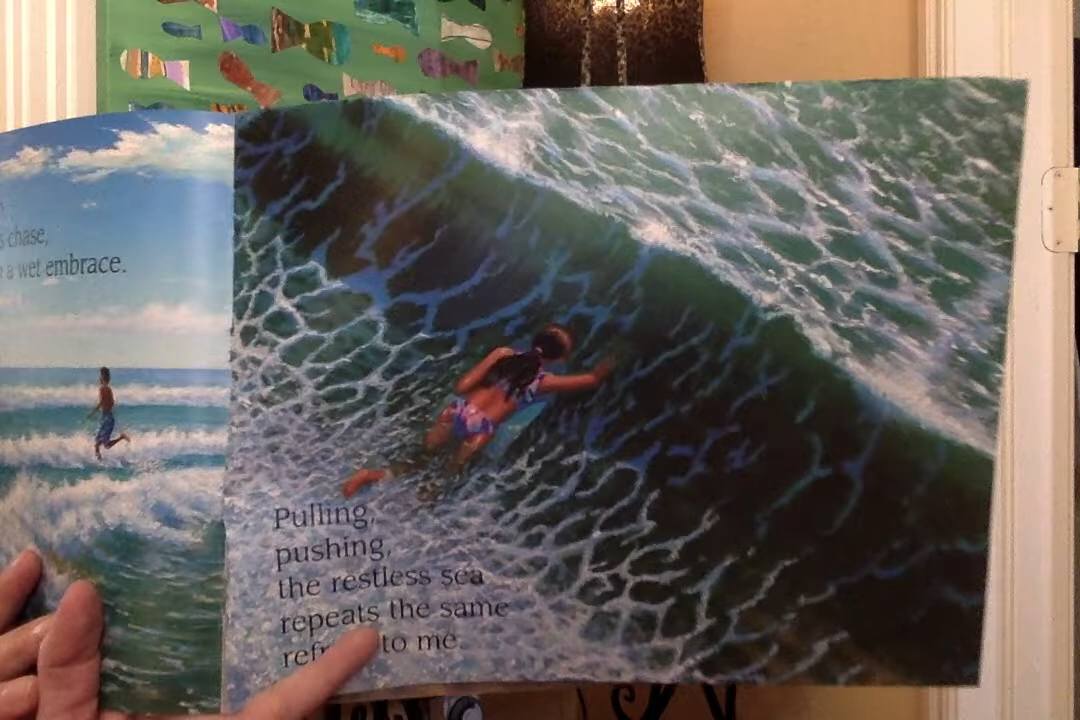 s chase,
a wet embrace.
Pulling,
pushing,
the restless sea
repeats the same
to me.